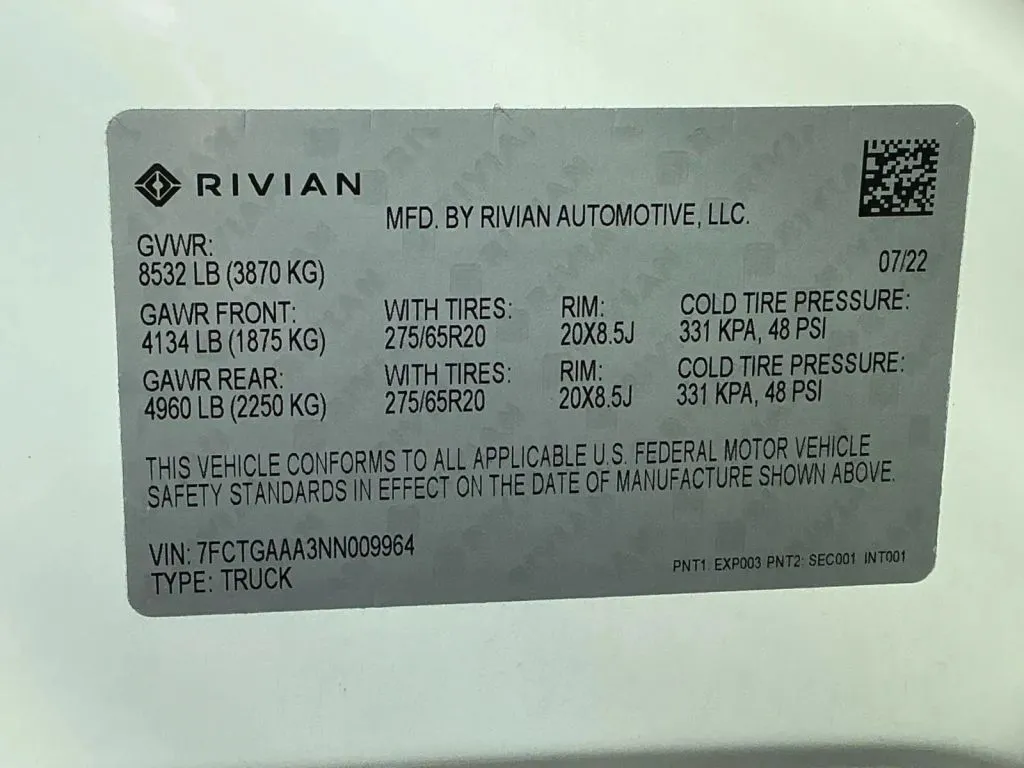 RIVIAN
MFD. BY RIVIAN AUTOMOTIVE, LLC.
GVWR:
8532 LB (3870 KG)
07/22
GAWR FRONT: WITH TIRES: RIM: COLD TIRE PRESSURE:
4134 LB (1875 KG) 275/65R20 20X8.5J 331 KPA, 48 PSI
GAWR REAR: WITH TIRES: RIM: COLD TIRE PRESSURE:
4960 LB (2250 KG) 275/65R20 20X8.5J 331 KPA, 48 PSI
THIS VEHICLE CONFORMS TO ALL APPLICABLE U.S. FEDERAL MOTOR VEHICLE
SAFETY STANDARDS IN EFFECT ON THE DATE OF MANUFACTURE SHOWN ABOVE.
VIN: 7FCTGAAA3NN009964
TYPE: TRUCK
PNT1: EXP003 PNT2: SEC001 INT001